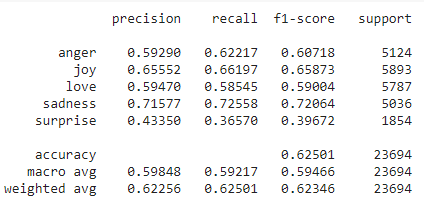 precision recall f1-score support
anger 0.59290 0.62217 0.60718 5124
joy 0.65552 0.66197 0.65873 5893
love 0.59470 0.58545 0.59004 5787
sadness 0.71577 0.72558 0.72064 5036
surprise 0.43350 0.36570 0.39672 1854
accuracy 0.62501 23694
macro avg 0.59848 0.59217 0.59466 23694
weighted avg 0.62256 0.62501 0.62346 23694